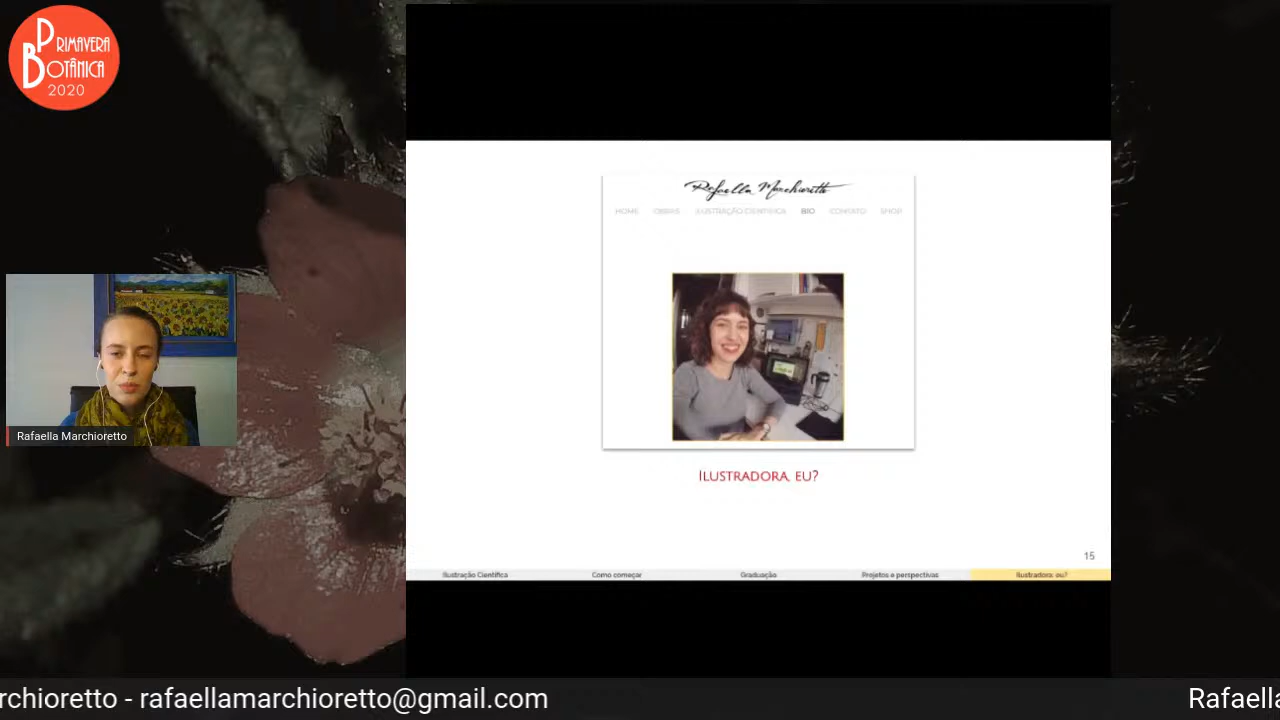 PRIMAVERA
BOTÂNICA
2020
Rafaella Marchioretto
HOME OBRAS ILUSTRAÇÃO CIENTÍFICA BIO CONTATO SHOP
Rafaella Marchioretto
ILUSTRADORA, EU?
15
Ilustração Científica Como começar Graduação Projetos e perspectivas Ilustradora, eu?
rchioretto - rafaellamarchioretto@gmail.com
Rafaella